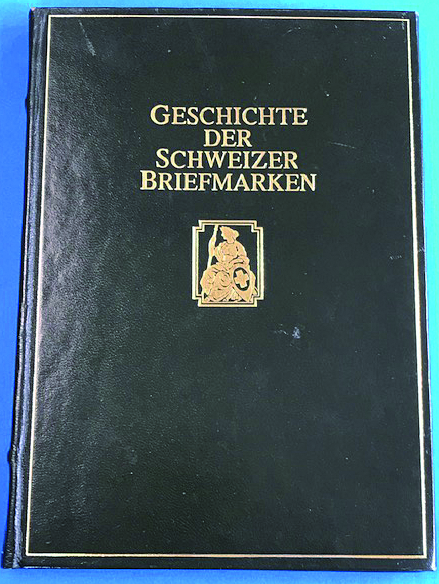 GESCHICHTE
DER
SCHWEIZER
BRIEFMARKEN